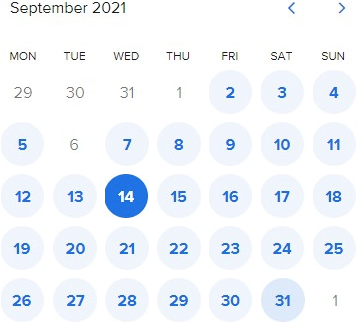 September 2021
MON TUE WED THU FRI SAT SUN
29 30 31 1 2 3 4
5 6 7 8 9 10 11
12 13 14 15 16 17 18
19 20 21 22 23 24 25
26 27 28 29 30 31 1